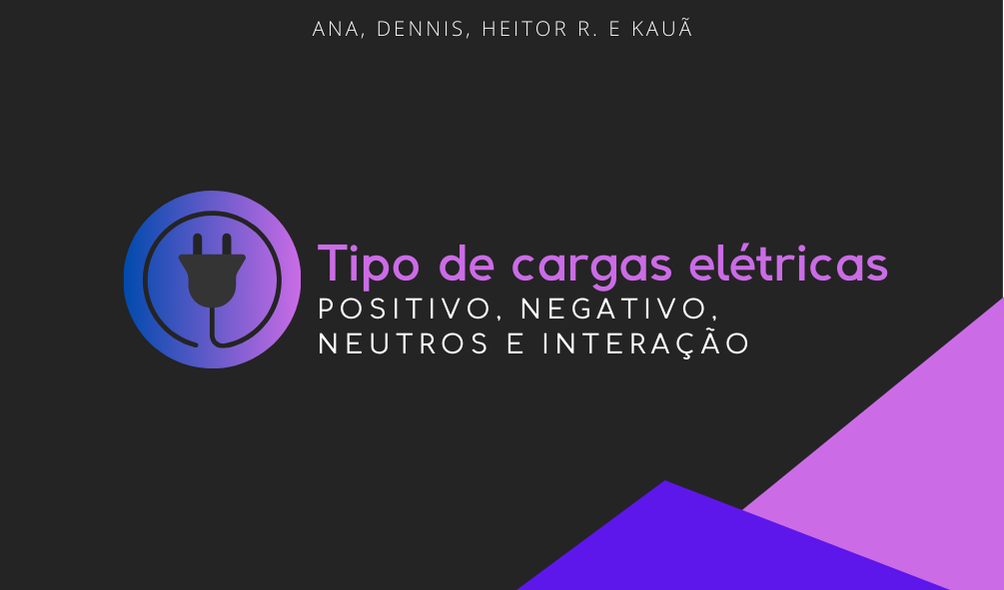 ANA, DENNIS, HEITOR R. E KAUÃ
Tipo de cargas elétricas
POSITIVO, NEGATIVO,
NEUTROS E INTERAÇÃO